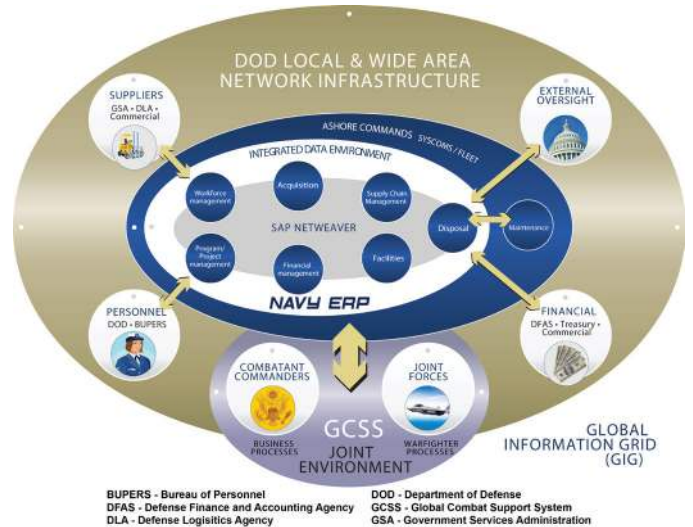 DOD LOCAL & WIDE AREA
NETWORK INFRASTRUCTURE
SUPPLIERS
GSA • DLA •
Commercial
EXTERNAL
OVERSIGHT
ASHORE COMMANDS SYSCOMS / FLEET
INTEGRATED DATA ENVIRONMENT
Workforce
management
Acquisition
Supply Chain
Management
SAP NETWEAVER
Disposal
Maintenance
Program/
Project
management
Financial
management
Facilities
NAVY ERP
PERSONNEL
DOD • BUPERS
FINANCIAL
DFAS • Treasury •
Commercial
COMBATANT
COMMANDERS
JOINT
FORCES
GCSS
BUSINESS
PROCESSES
JOINT
ENVIRONMENT
WARFIGHTER
PROCESSES
GLOBAL
INFORMATION GRID
(GIG)
BUPERS - Bureau of Personnel
DFAS - Defense Finance and Accounting Agency
DLA - Defense Logisitics Agency
DOD - Department of Defense
GCSS - Global Combat Support System
GSA - Government Services Administration